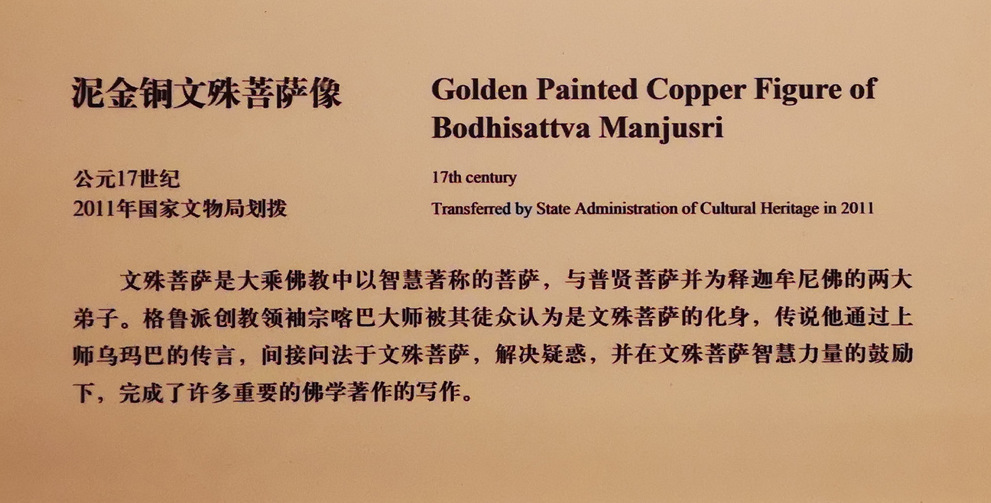 泥金铜文殊菩萨像
Golden Painted Copper Figure of
Bodhisattva Manjusri
公元17世纪
2011年国家文物局划拨
17th century
Transferred by State Administration of Cultural Heritage in 2011
文殊菩萨是大乘佛教中以智慧著称的菩萨，与普贤菩萨并为释迦牟尼佛的两大
弟子。格鲁派创教领袖宗喀巴大师被其徒众认为是文殊菩萨的化身，传说他通过上
师乌玛巴的传言，间接问法于文殊菩萨，解决疑惑，并在文殊菩萨智慧力量的鼓励
下，完成了许多重要的佛学著作的写作。